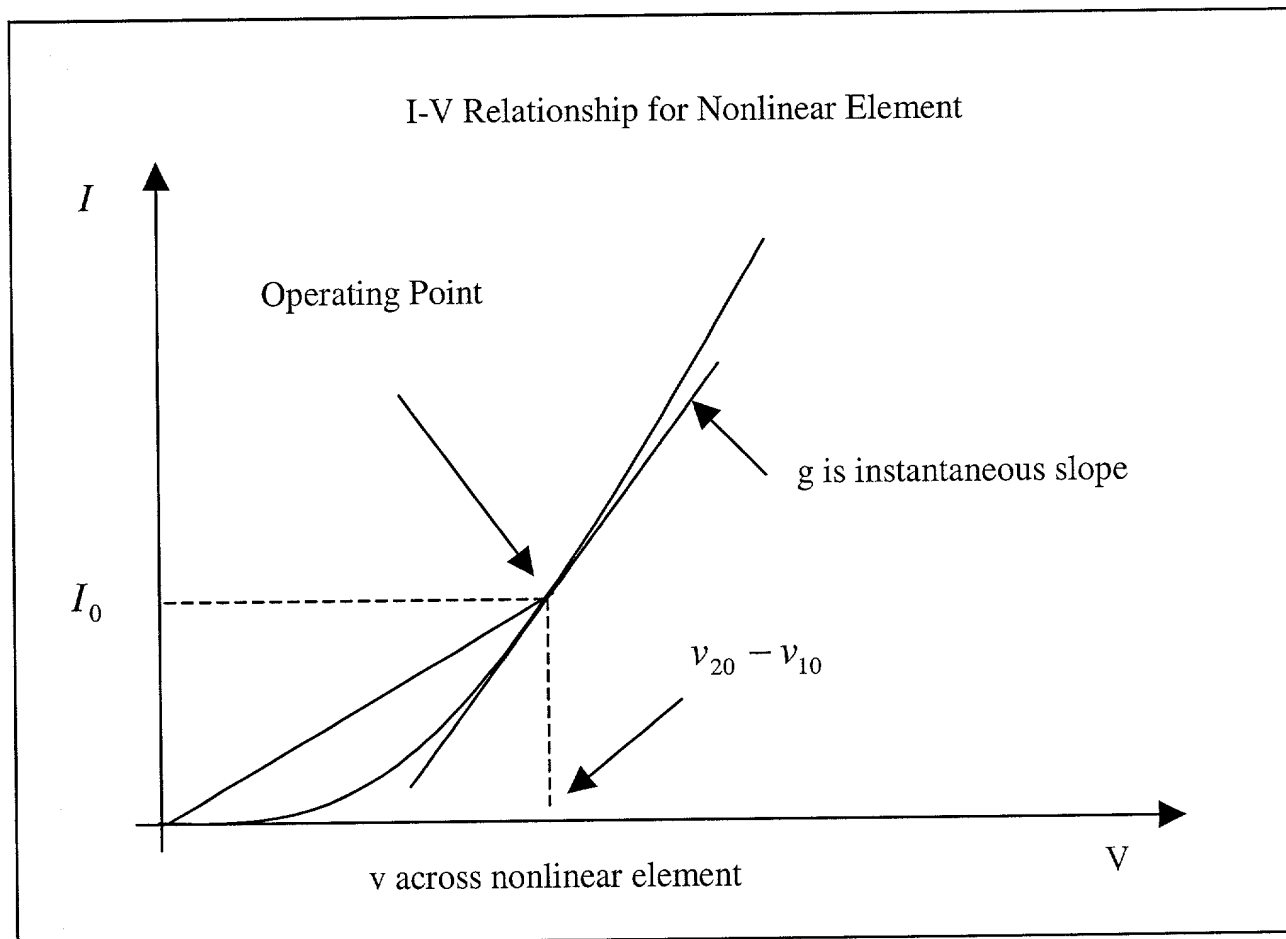 I-V Relationship for Nonlinear Element
I
Operating Point
g is instantaneous slope
I₀
v₂₀ − v₁₀
V
v across nonlinear element